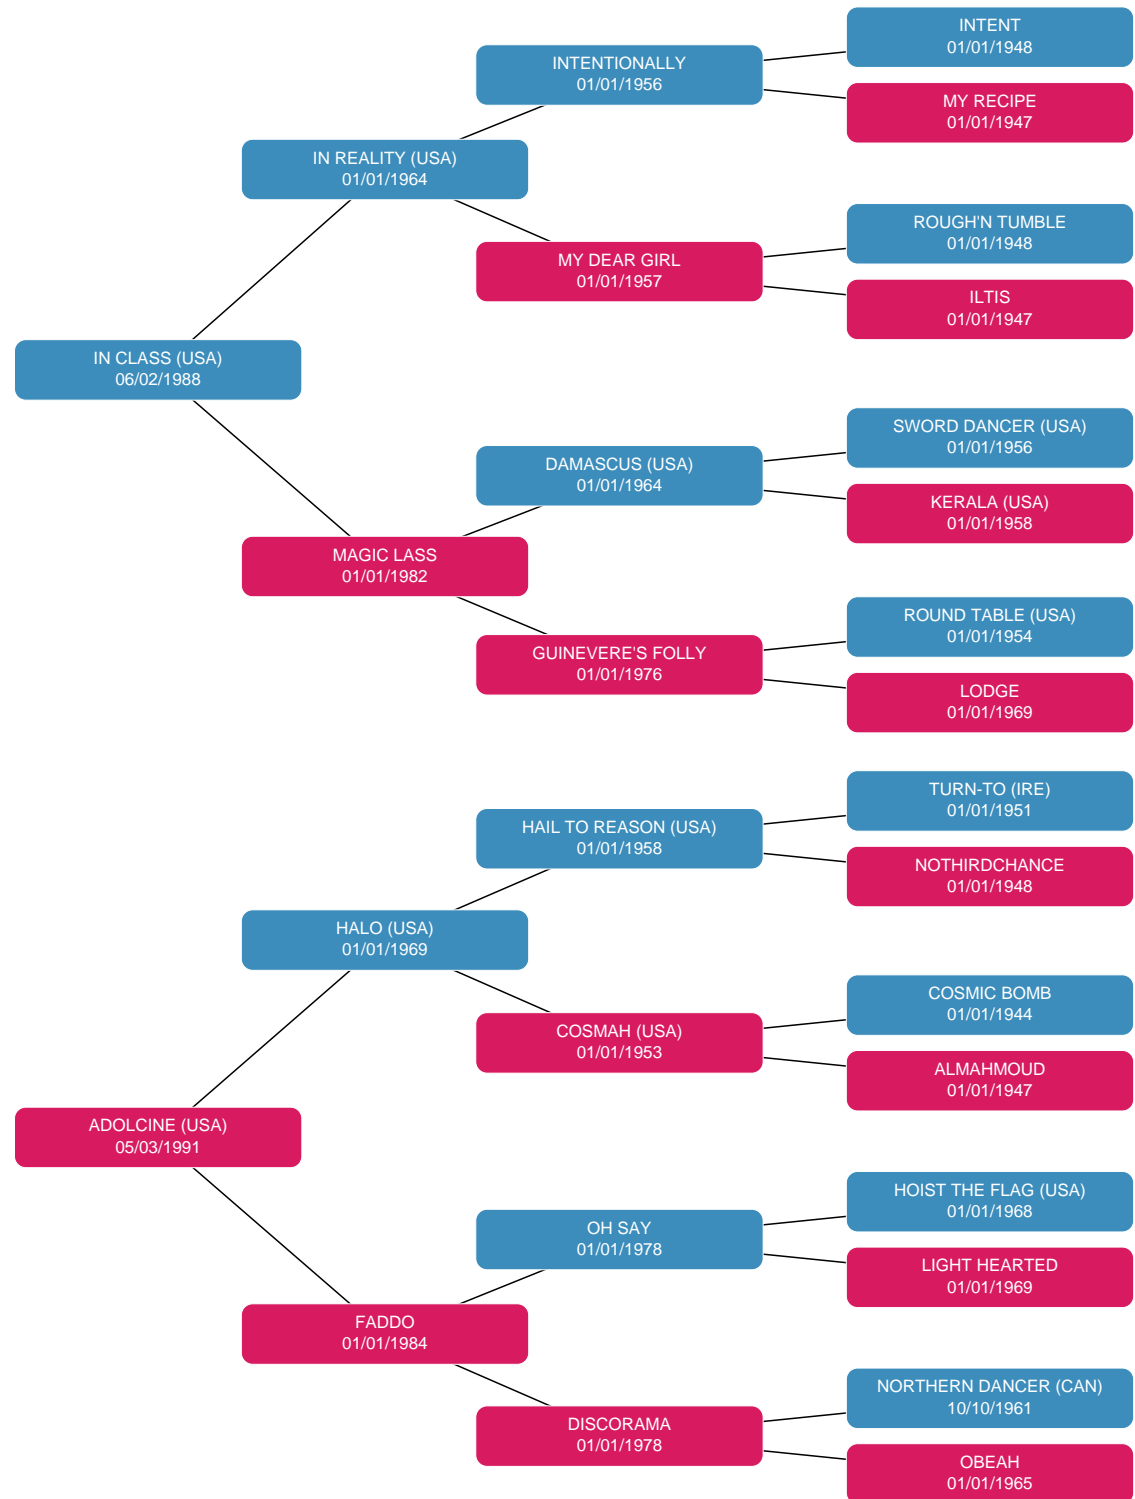 INTENT
01/01/1948
INTENTIONALLY
01/01/1956
MY RECIPE
01/01/1947
IN REALITY (USA)
01/01/1964
ROUGH'N TUMBLE
01/01/1948
MY DEAR GIRL
01/01/1957
ILTIS
01/01/1947
IN CLASS (USA)
06/02/1988
SWORD DANCER (USA)
01/01/1956
DAMASCUS (USA)
01/01/1964
KERALA (USA)
01/01/1958
MAGIC LASS
01/01/1982
ROUND TABLE (USA)
01/01/1954
GUINEVERE'S FOLLY
01/01/1976
LODGE
01/01/1969
TURN-TO (IRE)
01/01/1951
HAIL TO REASON (USA)
01/01/1958
NOTHIRDCHANCE
01/01/1948
HALO (USA)
01/01/1969
COSMIC BOMB
01/01/1944
COSMAH (USA)
01/01/1953
ALMAHMOUD
01/01/1947
ADOLCINE (USA)
05/03/1991
HOIST THE FLAG (USA)
01/01/1968
OH SAY
01/01/1978
LIGHT HEARTED
01/01/1969
FADDO
01/01/1984
NORTHERN DANCER (CAN)
10/10/1961
DISCORAMA
01/01/1978
OBEAH
01/01/1965